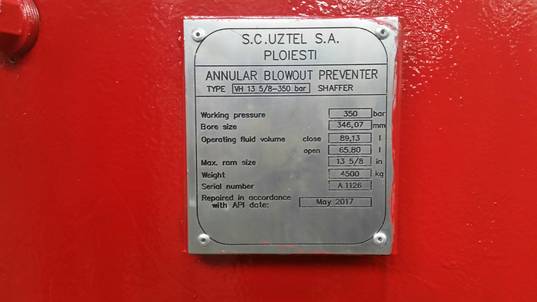 S.C.UZTEL S.A.
PLOIESTI
ANNULAR BLOWOUT PREVENTER
TYPE VH 13 5/8-350 bar SHAFFER
Working pressure 350 bar
Bore size 346,07 mm
Operating fluid volume close 89,13 l
open 65,80 l
Max. ram size 13 5/8 in
Weight 4500 kg
Serial number A 1126
Repaired in accordance
with API date: May 2017